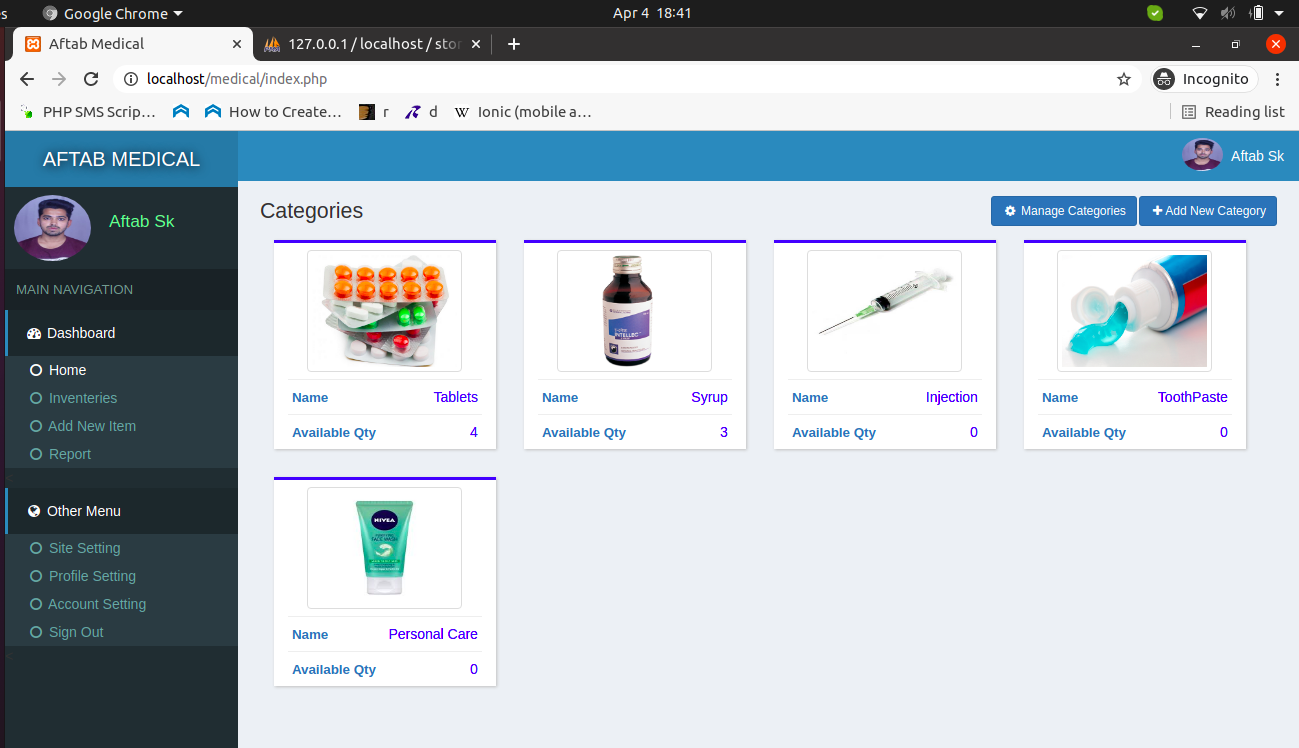 es Google Chrome Apr 4 18:41
Aftab Medical 127.0.0.1 / localhost / stor
localhost/medical/index.php Incognito
PHP SMS Scrip... How to Create... r d Ionic (mobile a... Reading list
AFTAB MEDICAL
Aftab Sk
Aftab Sk
MAIN NAVIGATION
Dashboard
Home
Inventeries
Add New Item
Report
Other Menu
Site Setting
Profile Setting
Account Setting
Sign Out
Categories
Manage Categories Add New Category
INTELLEC
Name Tablets
Available Qty 4
Name Syrup
Available Qty 3
Name Injection
Available Qty 0
Name ToothPaste
Available Qty 0
NIVEA
FACE WASH
Name Personal Care
Available Qty 0